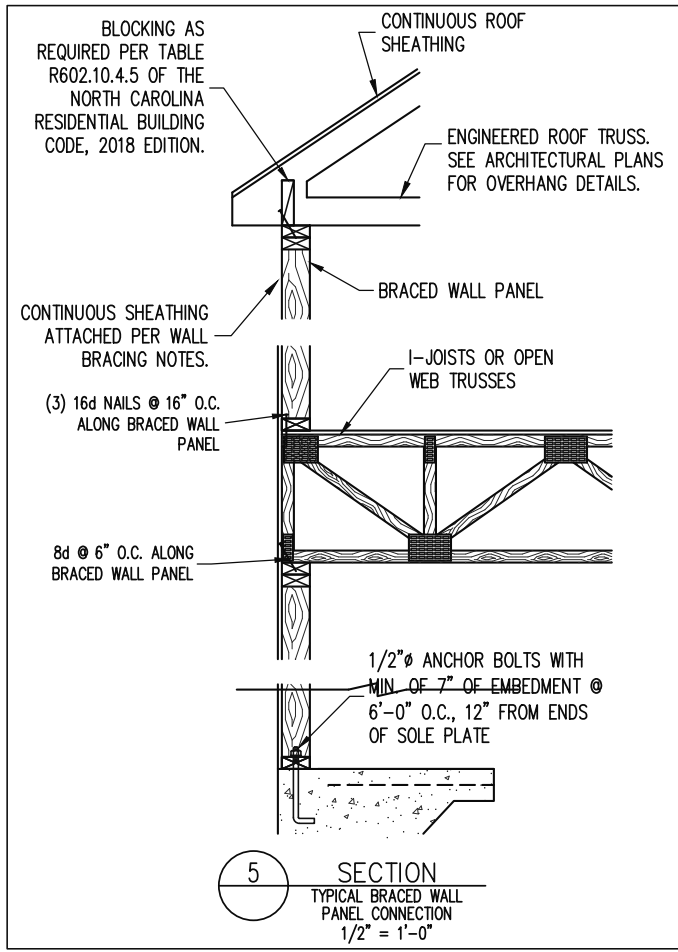 BLOCKING AS
REQUIRED PER TABLE
R602.10.4.5 OF THE
NORTH CAROLINA
RESIDENTIAL BUILDING
CODE, 2018 EDITION.
CONTINUOUS ROOF
SHEATHING
ENGINEERED ROOF TRUSS.
SEE ARCHITECTURAL PLANS
FOR OVERHANG DETAILS.
BRACED WALL PANEL
CONTINUOUS SHEATHING
ATTACHED PER WALL
BRACING NOTES.
I-JOISTS OR OPEN
WEB TRUSSES
(3) 16d NAILS @ 16" O.C.
ALONG BRACED WALL
PANEL
8d @ 6" O.C. ALONG
BRACED WALL PANEL
1/2"ø ANCHOR BOLTS WITH
MIN. OF 7" OF EMBEDMENT @
6'-0" O.C., 12" FROM ENDS
OF SOLE PLATE
5
SECTION
TYPICAL BRACED WALL
PANEL CONNECTION
1/2" = 1'-0"